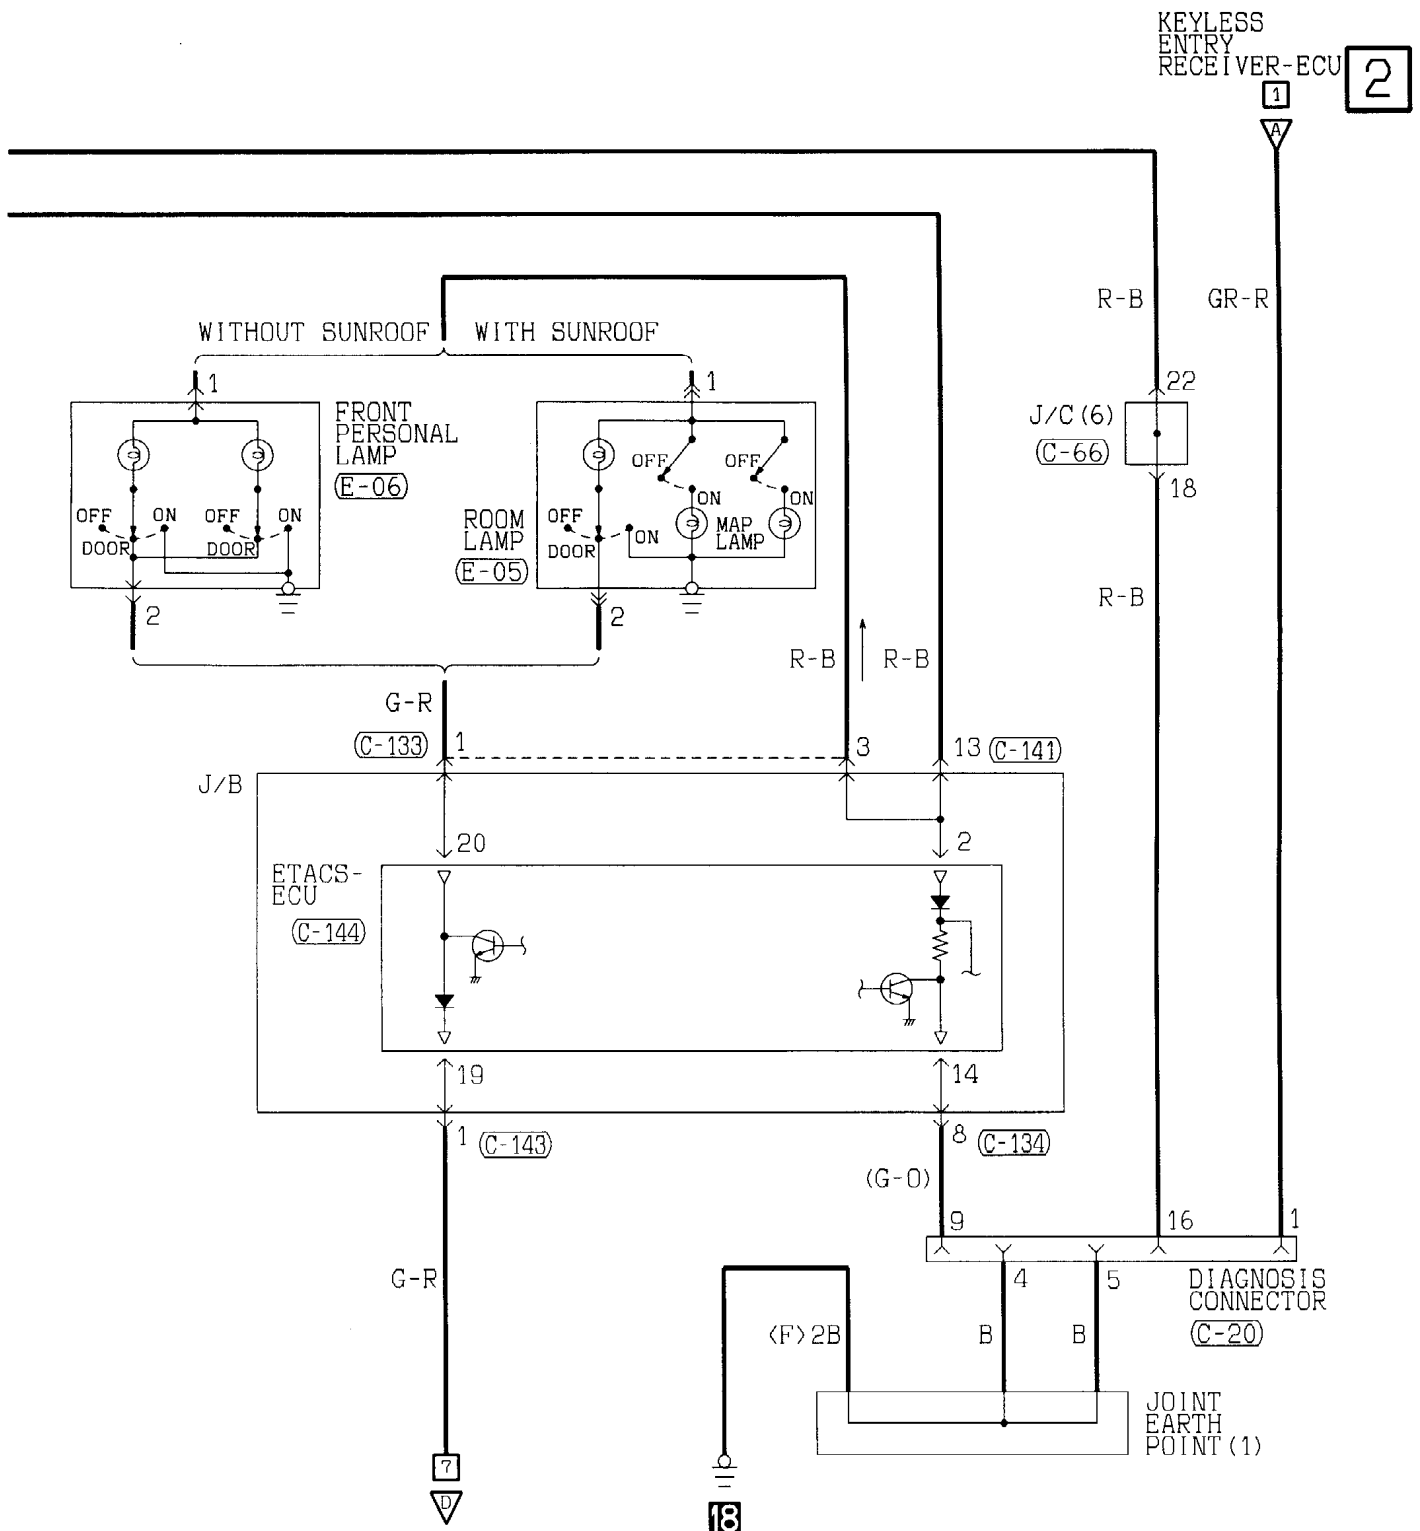 KEYLESS
ENTRY
RECEIVER-ECU
2
1
A
R-B
GR-R
WITHOUT SUNROOF
WITH SUNROOF
1
1
22
FRONT
PERSONAL
LAMP
(E-06)
J/C(6)
(C-66)
18
OFF
ON
OFF
ON
DOOR
DOOR
ROOM
LAMP
(E-05)
OFF
OFF
ON
ON
OFF
ON
DOOR
MAP
LAMP
2
2
R-B
R-B
R-B
G-R
(C-133)
1
3
13
(C-141)
J/B
20
2
ETACS-
ECU
(C-144)
19
14
1
(C-143)
8
(C-134)
(G-O)
9
16
1
G-R
4
5
DIAGNOSIS
CONNECTOR
(C-20)
<F>2B
B
B
JOINT
EARTH
POINT(1)
7
D
18